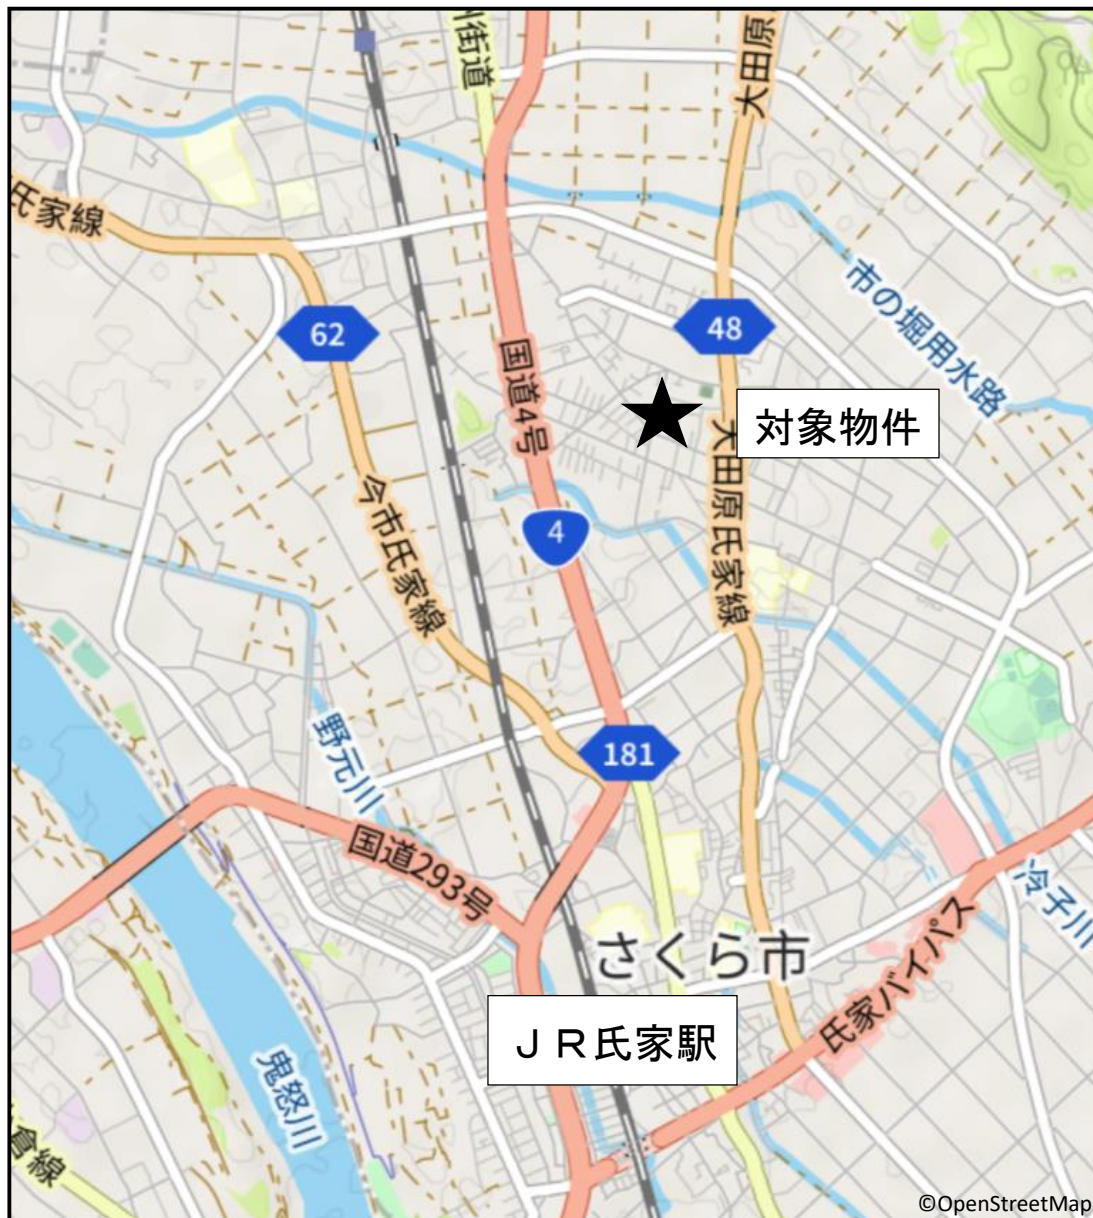 州街道
大田原
氏家線
市の堀用水路
62
48
国道4号
対象物件
大田原氏家線
4
今市氏家線
野元川
181
国道293号
冷子川
さくら市
氏家バイパス
ＪＲ氏家駅
鬼怒川
倉線
©OpenStreetMap